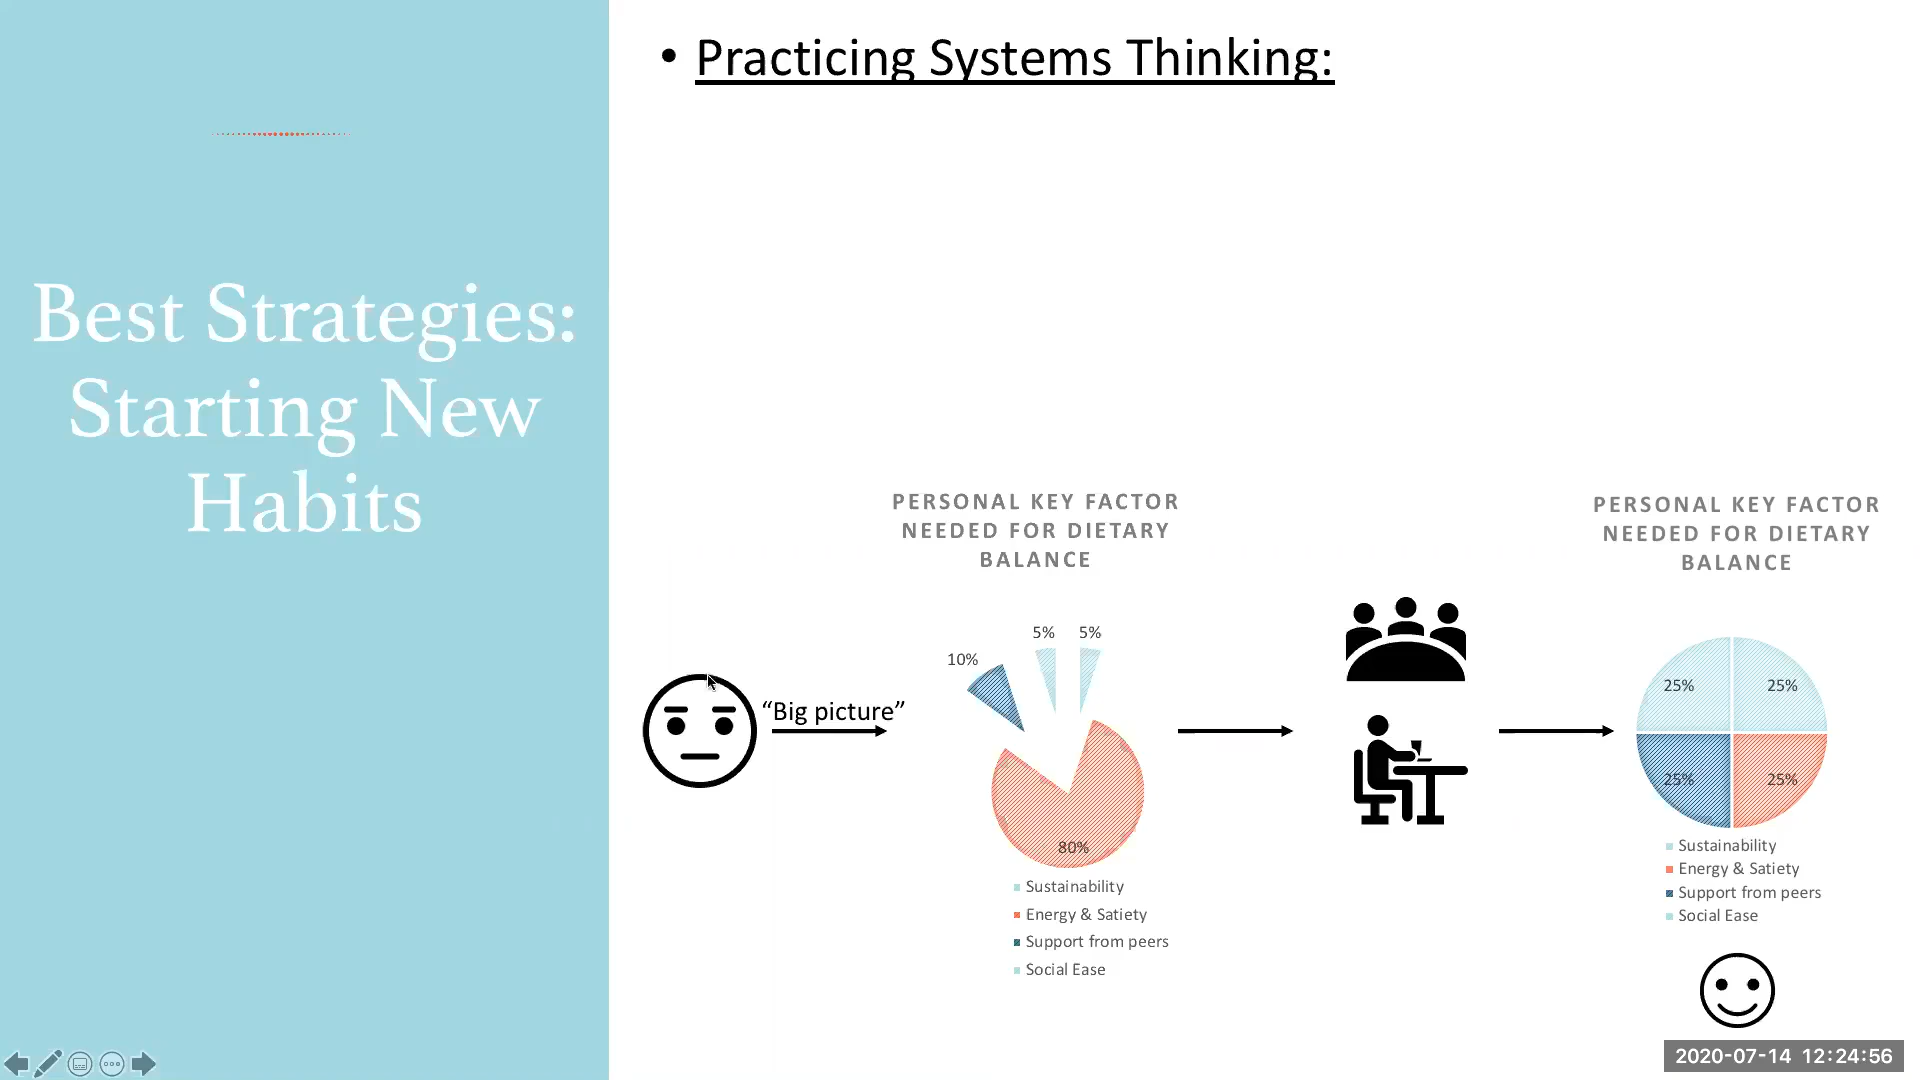 Best Strategies:
Starting New
Habits
• Practicing Systems Thinking:
“Big picture”
PERSONAL KEY FACTOR
NEEDED FOR DIETARY
BALANCE
5%
5%
10%
80%
Sustainability
Energy & Satiety
Support from peers
Social Ease
PERSONAL KEY FACTOR
NEEDED FOR DIETARY
BALANCE
25%
25%
25%
25%
Sustainability
Energy & Satiety
Support from peers
Social Ease
2020-07-14 12:24:56